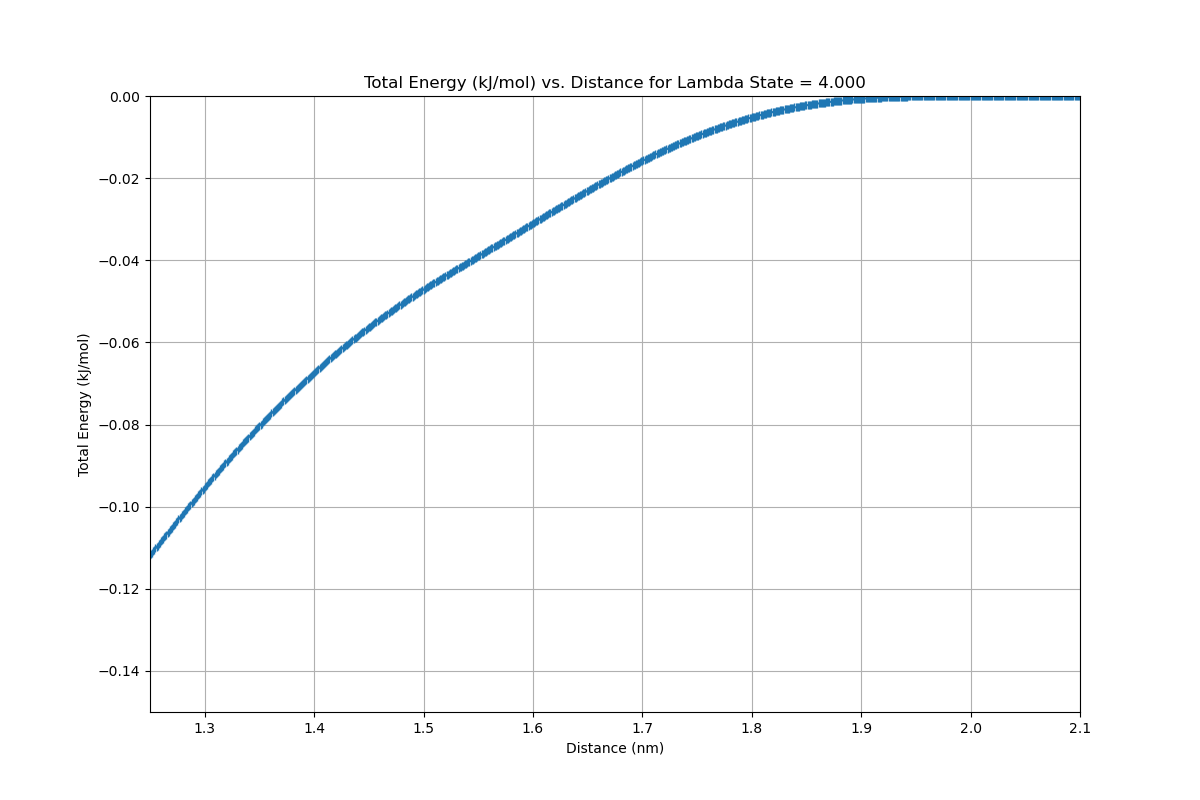 Total Energy (kJ/mol) vs. Distance for Lambda State = 4.000
0.00
−0.02
−0.04
−0.06
−0.08
−0.10
−0.12
−0.14
Total Energy (kJ/mol)
1.3 1.4 1.5 1.6 1.7 1.8 1.9 2.0 2.1
Distance (nm)